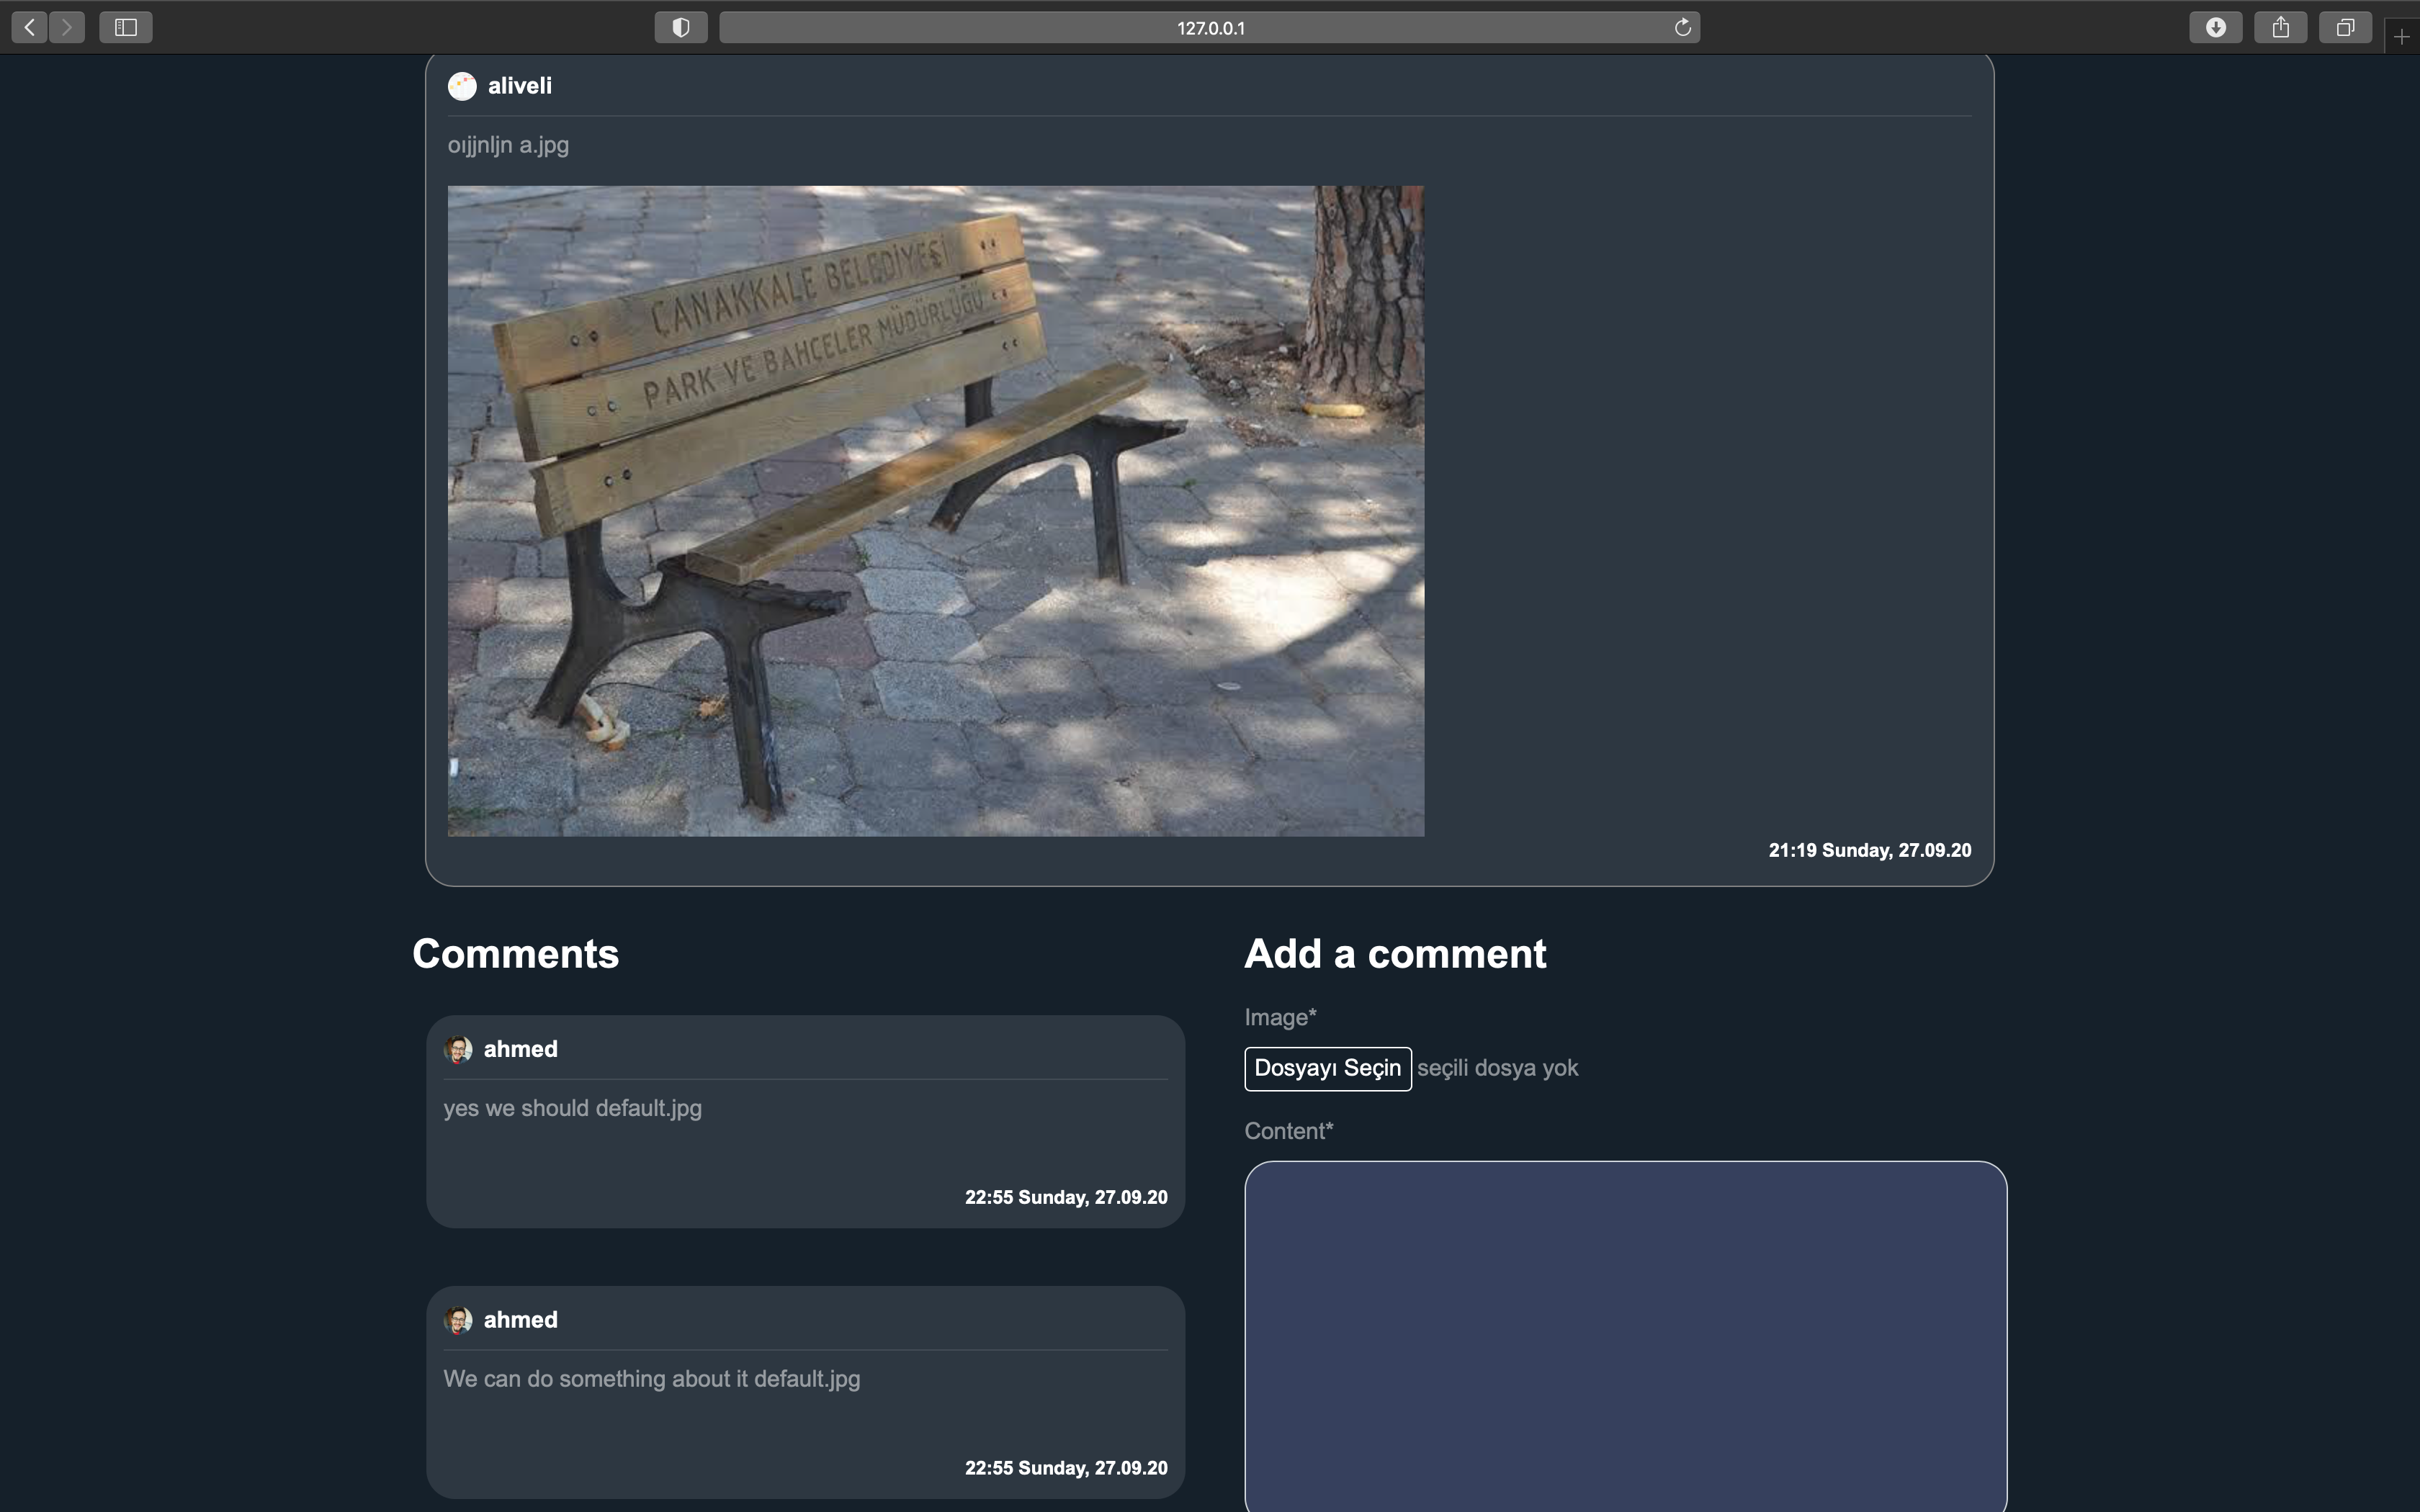 127.0.0.1
aliveli
oıjjnljn a.jpg
ÇANAKKALE BELEDİYESİ
PARK VE BAHÇELER MÜDÜRLÜĞÜ
21:19 Sunday, 27.09.20
Comments
ahmed
yes we should default.jpg
22:55 Sunday, 27.09.20
ahmed
We can do something about it default.jpg
22:55 Sunday, 27.09.20
Add a comment
Image*
Dosyayı Seçin seçili dosya yok
Content*